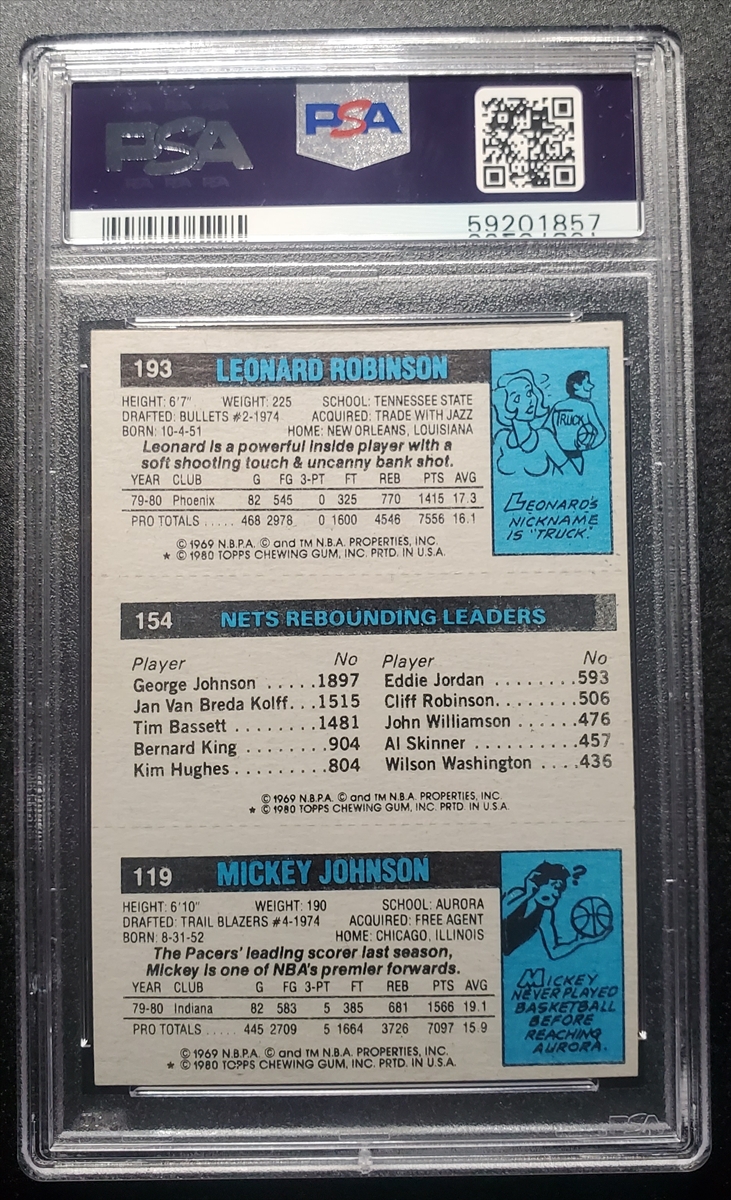 PSA
PSA
59201857
193 LEONARD ROBINSON
HEIGHT: 6'7" WEIGHT: 225 SCHOOL: TENNESSEE STATE
DRAFTED: BULLETS #2-1974 ACQUIRED: TRADE WITH JAZZ
BORN: 10-4-51 HOME: NEW ORLEANS, LOUISIANA
Leonard is a powerful inside player with a
soft shooting touch & uncanny bank shot.
YEAR CLUB G FG 3-PT FT REB PTS AVG
79-80 Phoenix 82 545 0 325 770 1415 17.3
PRO TOTALS ..... 468 2978 0 1600 4546 7556 16.1
© 1969 N.B.P.A. © and TM N.B.A. PROPERTIES, INC.
★ © 1980 TOPPS CHEWING GUM, INC. PRTD. IN U.S.A.
TRUCK
LEONARD'S
NICKNAME
IS "TRUCK."
154 NETS REBOUNDING LEADERS
Player No Player No
George Johnson .....1897 Eddie Jordan ........593
Jan Van Breda Kolff...1515 Cliff Robinson.......506
Tim Bassett ........1481 John Williamson ......476
Bernard King ........904 Al Skinner .........457
Kim Hughes .........804 Wilson Washington ....436
© 1969 N.B.P.A. © and TM N.B.A. PROPERTIES, INC.
★ © 1980 TOPPS CHEWING GUM, INC. PRTD. IN U.S.A.
119 MICKEY JOHNSON
HEIGHT: 6'10" WEIGHT: 190 SCHOOL: AURORA
DRAFTED: TRAIL BLAZERS #4-1974 ACQUIRED: FREE AGENT
BORN: 8-31-52 HOME: CHICAGO, ILLINOIS
The Pacers' leading scorer last season,
Mickey is one of NBA's premier forwards.
YEAR CLUB G FG 3-PT FT REB PTS AVG
79-80 Indiana 82 583 5 385 681 1566 19.1
PRO TOTALS ..... 445 2709 5 1664 3726 7097 15.9
© 1969 N.B.P.A. © and TM N.B.A. PROPERTIES, INC.
★ © 1980 TOPPS CHEWING GUM, INC. PRTD. IN U.S.A.
?
MICKEY
NEVER PLAYED
BASKETBALL
BEFORE
REACHING
AURORA.
PSA